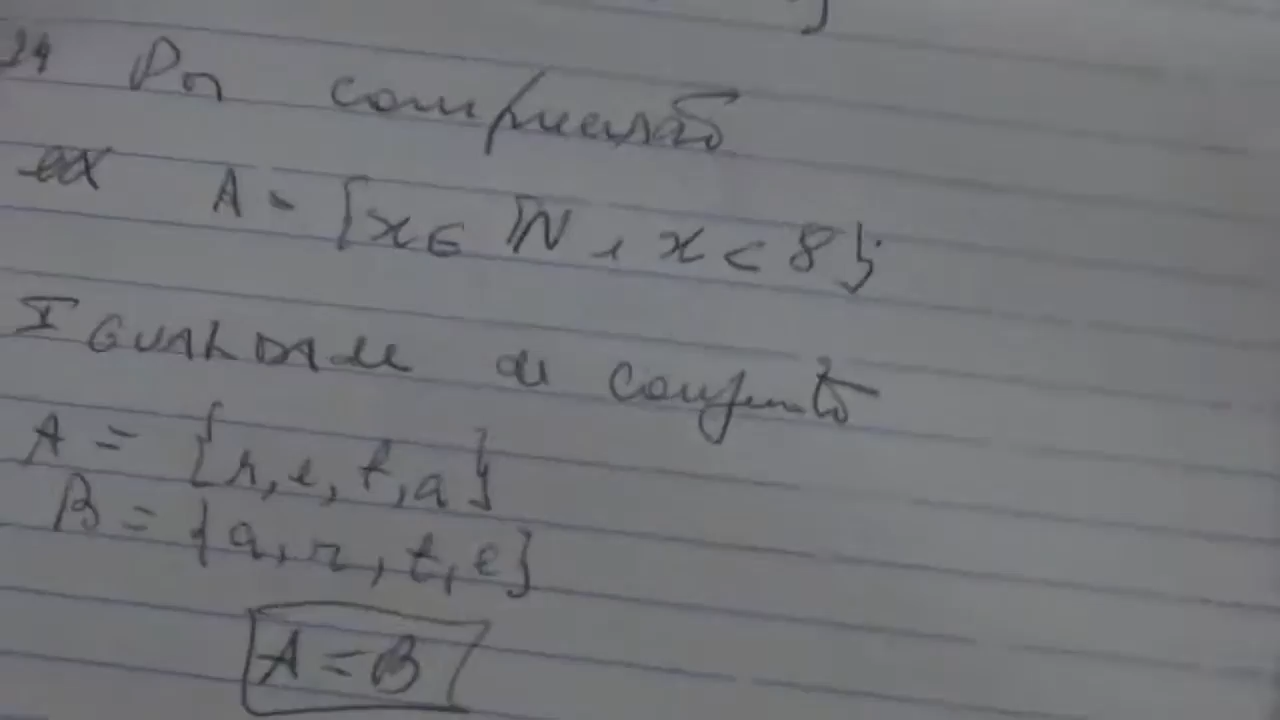 Por compreensão
ex A = {x ∈ N , x < 8};
IGUALDAde de conjunto
A = {r, e, t, a}
B = {a, r, t, e}
A = B